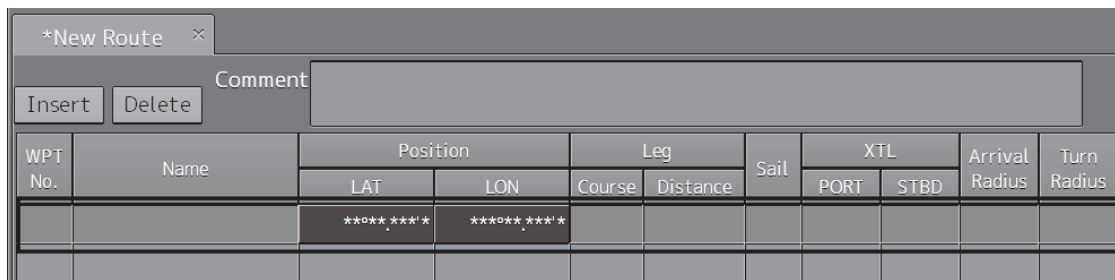 *New Route ×
Comment
Insert Delete
WPT No. Name Position Leg Sail XTL Arrival Radius Turn Radius
LAT LON Course Distance PORT STBD
**°**.***'* ***°**.***'*